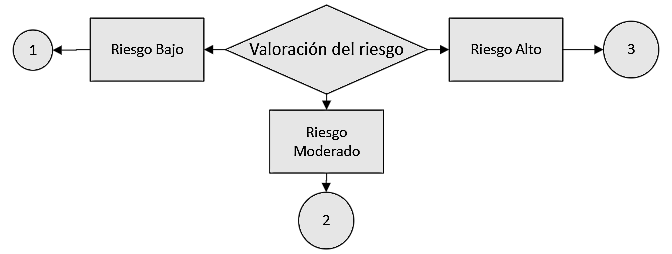 1
Riesgo Bajo
Valoración del riesgo
Riesgo Alto
3
Riesgo
Moderado
2